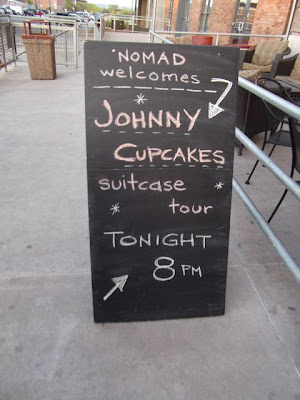 NOMAD
welcomes
JOHNNY
CUPCAKES
suitcase
tour
TONIGHT
8 PM